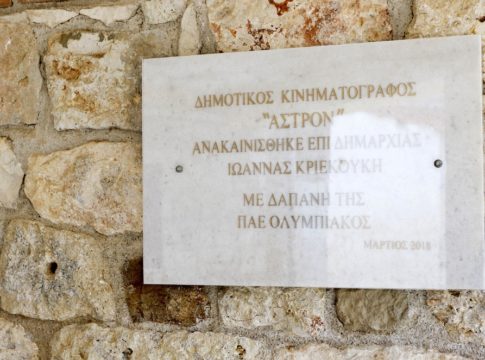 ΔΗΜΟΤΙΚΟΣ ΚΙΝΗΜΑΤΟΓΡΑΦΟΣ
"ΑΣΤΡΟΝ"
ΑΝΑΚΑΙΝΙΣΘΗΚΕ ΕΠΙ ΔΗΜΑΡΧΙΑΣ
ΙΩΑΝΝΑΣ ΚΡΙΕΚΟΥΚΗ
ΜΕ ΔΑΠΑΝΗ ΤΗΣ
ΠΑΕ ΟΛΥΜΠΙΑΚΟΣ
ΜΑΡΤΙΟΣ 2018